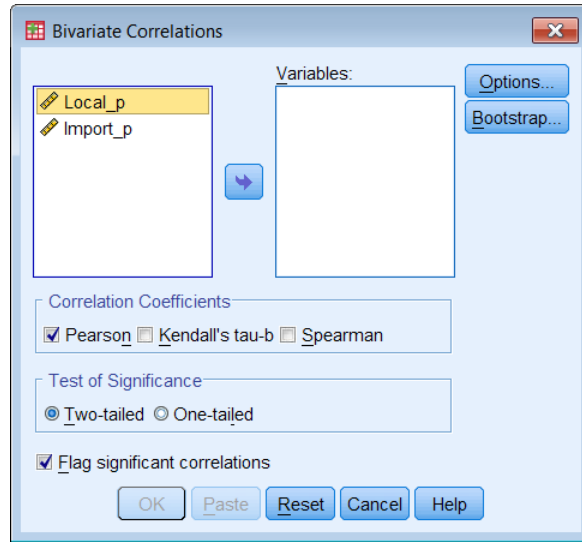 Bivariate Correlations
Variables:
Local_p
Import_p
Options...
Bootstrap...
Correlation Coefficients
Pearson Kendall's tau-b Spearman
Test of Significance
Two-tailed One-tailed
Flag significant correlations
OK Paste Reset Cancel Help